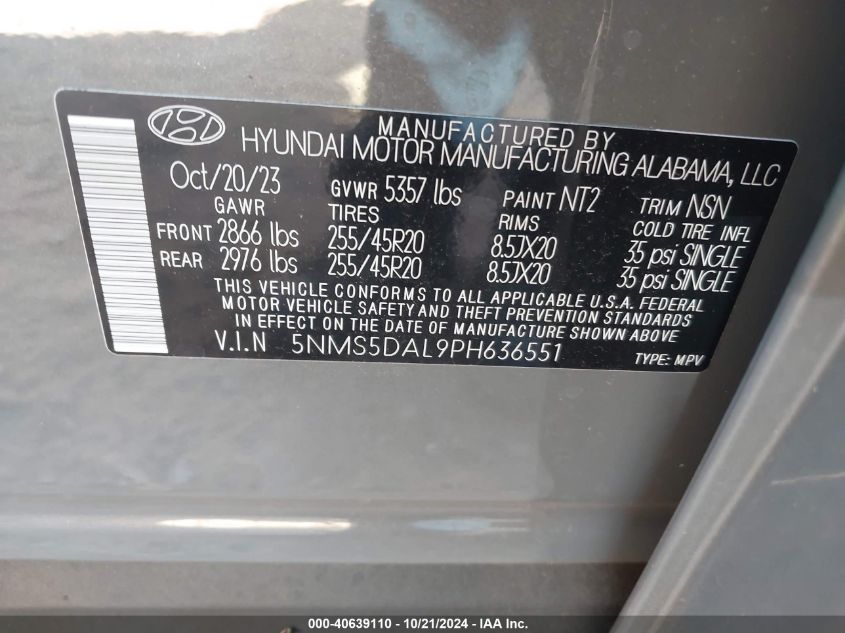 MANUFACTURED BY
HYUNDAI MOTOR MANUFACTURING ALABAMA, LLC
Oct/20/23 GVWR 5357 lbs PAINT NT2 TRIM NSN
GAWR TIRES RIMS COLD TIRE INFL
FRONT 2866 lbs 255/45R20 8.5JX20 35 psi SINGLE
REAR 2976 lbs 255/45R20 8.5JX20 35 psi SINGLE
THIS VEHICLE CONFORMS TO ALL APPLICABLE U.S.A. FEDERAL
MOTOR VEHICLE SAFETY AND THEFT PREVENTION STANDARDS
IN EFFECT ON THE DATE OF MANUFACTURE SHOWN ABOVE.
V.I.N 5NMS5DAL9PH636551 TYPE: MPV
000-40639110 - 10/21/2024 - IAA Inc.